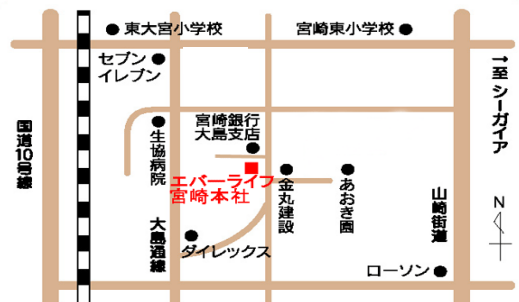 東大宮小学校
宮崎東小学校
セブン
イレブン
→至 シーガイア
宮崎銀行
大島支店
生協病院
国道10号線
エバーライフ
宮崎本社
金丸建設
あおぎ園
山崎街道
N
大島通線
ダイレックス
ローソン